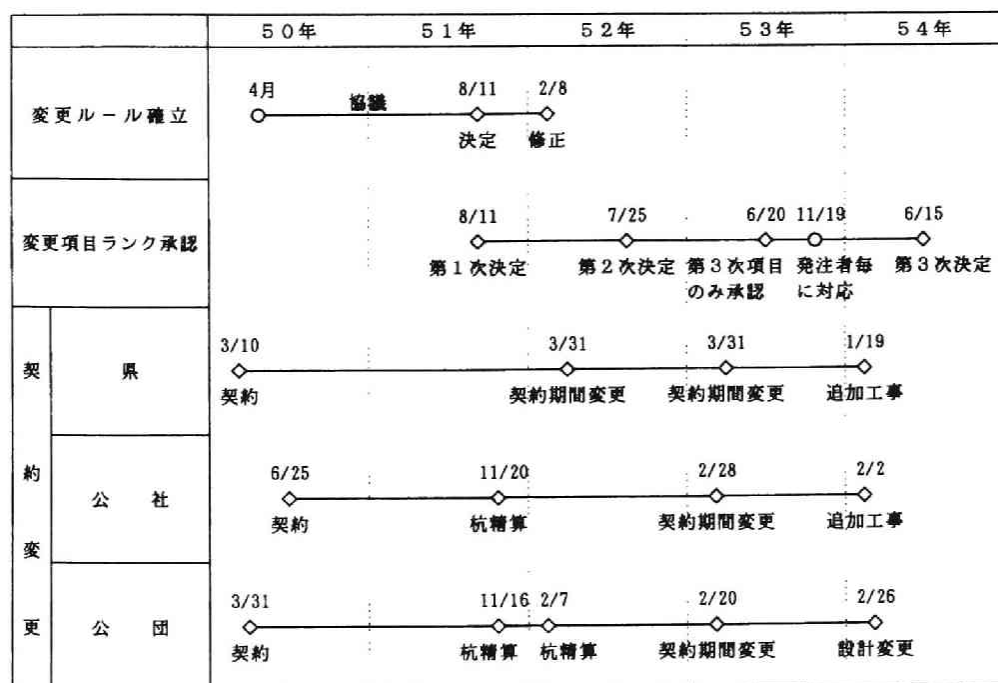 ５０年 ５１年 ５２年 ５３年 ５４年
4月 協議 8/11 2/8
変更ルール確立
決定 修正
8/11 7/25 6/20 11/19 6/15
変更項目ランク承認
第１次決定 第２次決定 第３次項目 発注者毎 第３次決定
のみ承認 に対応
契約変更
3/10 3/31 3/31 1/19
県
契約 契約期間変更 契約期間変更 追加工事
6/25 11/20 2/28 2/2
公社
契約 杭精算 契約期間変更 追加工事
3/31 11/16 2/7 2/20 2/26
公団
契約 杭精算 杭精算 契約期間変更 設計変更